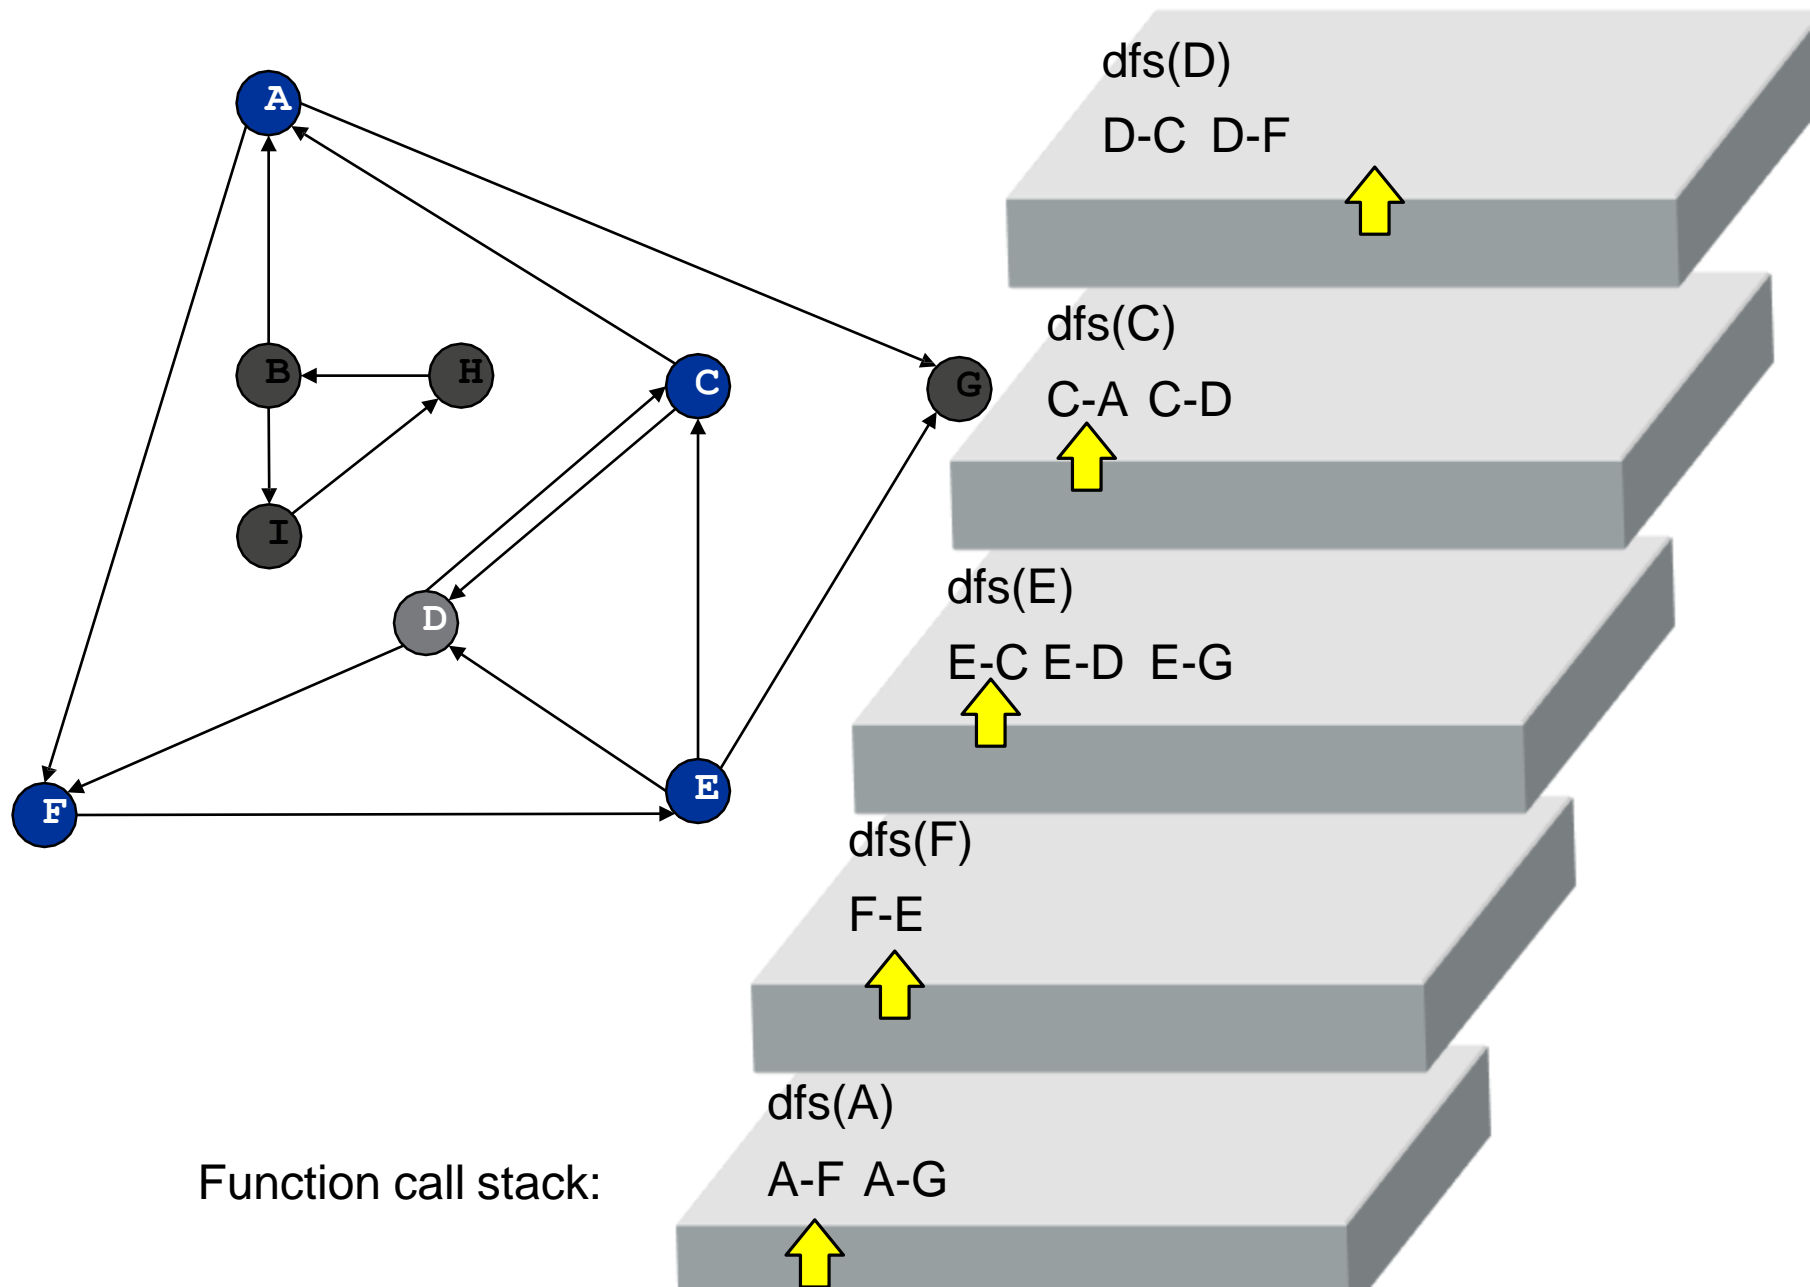 A
B
H
C
G
I
D
F
E
dfs(D)
D-C D-F
dfs(C)
C-A C-D
dfs(E)
E-C E-D E-G
dfs(F)
F-E
dfs(A)
A-F A-G
Function call stack: